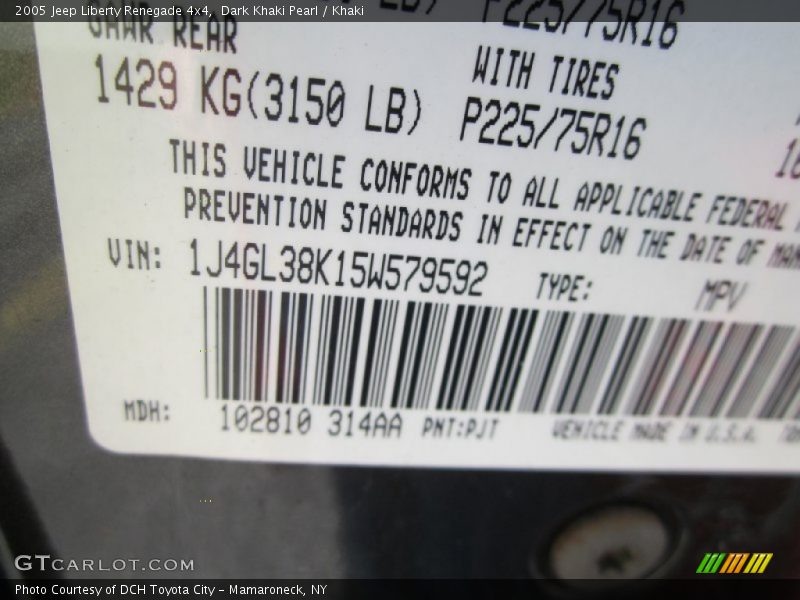 2005 Jeep Liberty Renegade 4x4, Dark Khaki Pearl / Khaki
P225/75R16
GAWR REAR
WITH TIRES
1429 KG(3150 LB) P225/75R16
THIS VEHICLE CONFORMS TO ALL APPLICABLE FEDERAL
PREVENTION STANDARDS IN EFFECT ON THE DATE OF
VIN: 1J4GL38K15W579592 TYPE: MPV
MDH: 102810 314AA PNT:PJT VEHICLE MADE IN U.S.A.
GTCARLOT.COM
Photo Courtesy of DCH Toyota City - Mamaroneck, NY